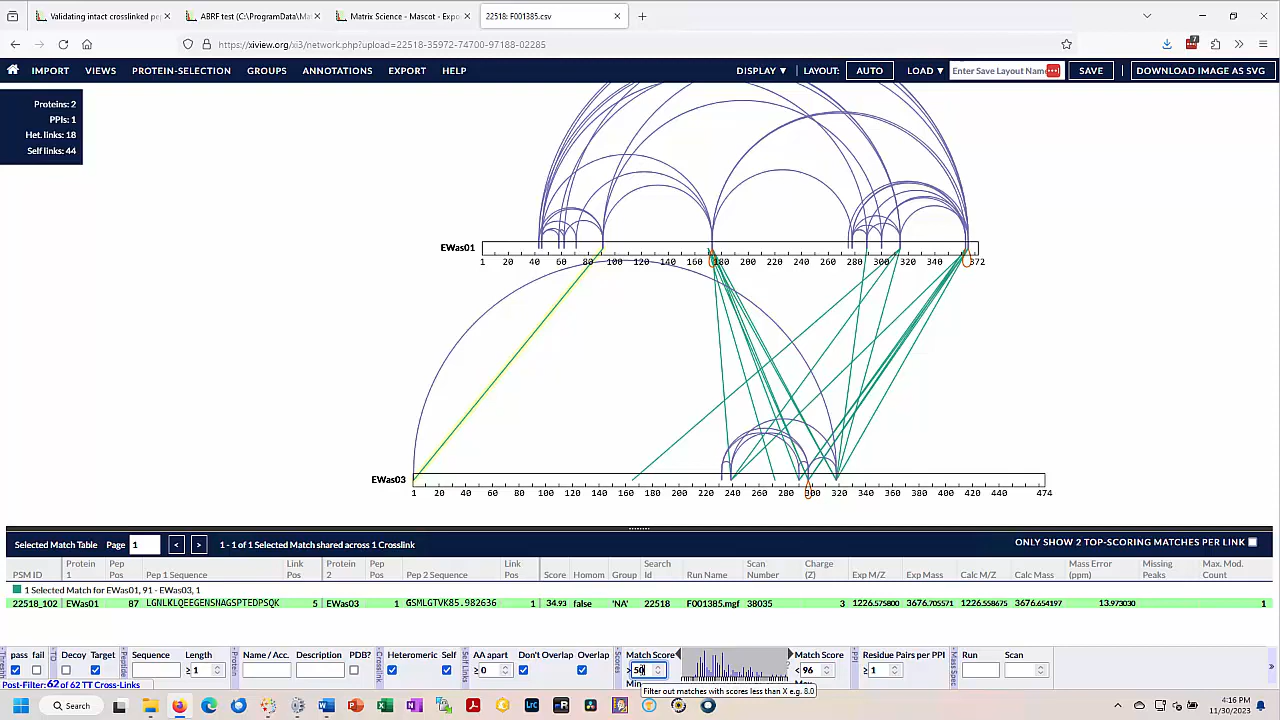 Validating intact crosslinked pe
ABRF test (C:\ProgramData\Ma
Matrix Science - Mascot - Expo
22518: F001385.csv
https://xiview.org/xi3/network.php?upload=22518-35972-74700-97188-02285
IMPORT VIEWS PROTEIN-SELECTION GROUPS ANNOTATIONS EXPORT HELP
DISPLAY ▼ LAYOUT: AUTO LOAD ▼ Enter Save Layout Name SAVE DOWNLOAD IMAGE AS SVG
Proteins: 2
PPIs: 1
Het. links: 18
Self links: 44
EWas01
1 20 40 60 80 100 120 140 160 180 200 220 240 260 280 300 320 340 372
EWas03
1 20 40 60 80 100 120 140 160 180 200 220 240 260 280 300 320 340 360 380 400 420 440 474
Selected Match Table Page 1 < > 1 - 1 of 1 Selected Match shared across 1 Crosslink
ONLY SHOW 2 TOP-SCORING MATCHES PER LINK
PSM ID Protein 1 Pep Pos Pep 1 Sequence Link Pos Protein 2 Pep Pos Pep 2 Sequence Link Pos Score Homom Group Search Id Run Name Scan Number Charge (Z) Exp M/Z Exp Mass Calc M/Z Calc Mass Mass Error (ppm) Missing Peaks Max. Mod. Count
1 Selected Match for EWas01, 91 - EWas03, 1
22518_102 EWas01 87 LGNLKLQEEGENSNAGSPTEDPSQK 5 EWas03 1 GSMLGTVK85.982636 1 34.93 false 'NA' 22518 F001385.mgf 38035 3 1226.575800 3676.705571 1226.558675 3676.654197 13.973030 1
pass fail Decoy Target Sequence Length Name / Acc. Description PDB? Heteromeric Self AA apart Don't Overlap Overlap Match Score Match Score Residue Pairs per PPI Run Scan
≥ 1 ≥ 0 > 50 < 96 ≥ 1
Min
Post-Filter: 62 of 62 TT Cross-Links
Filter out matches with scores less than X e.g. 8.0
Search
4:16 PM
11/30/2023